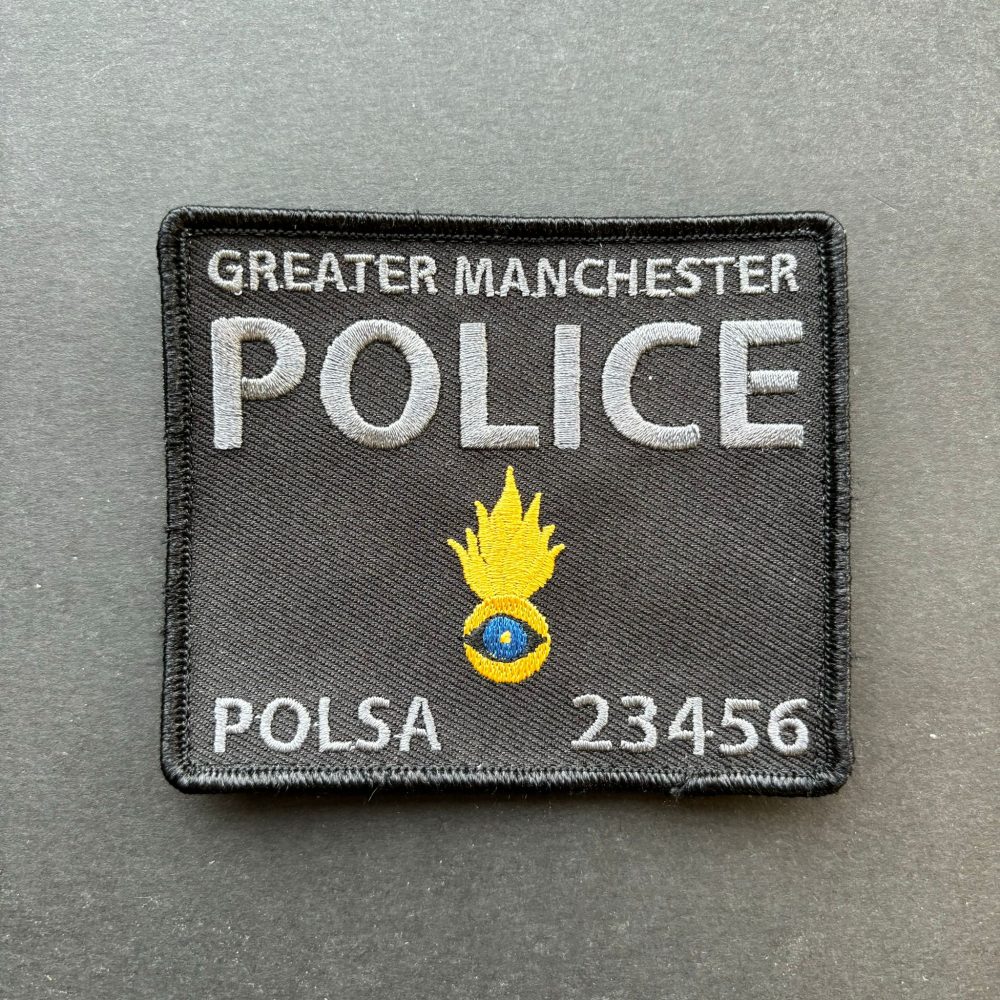 GREATER MANCHESTER
POLICE
POLSA 23456